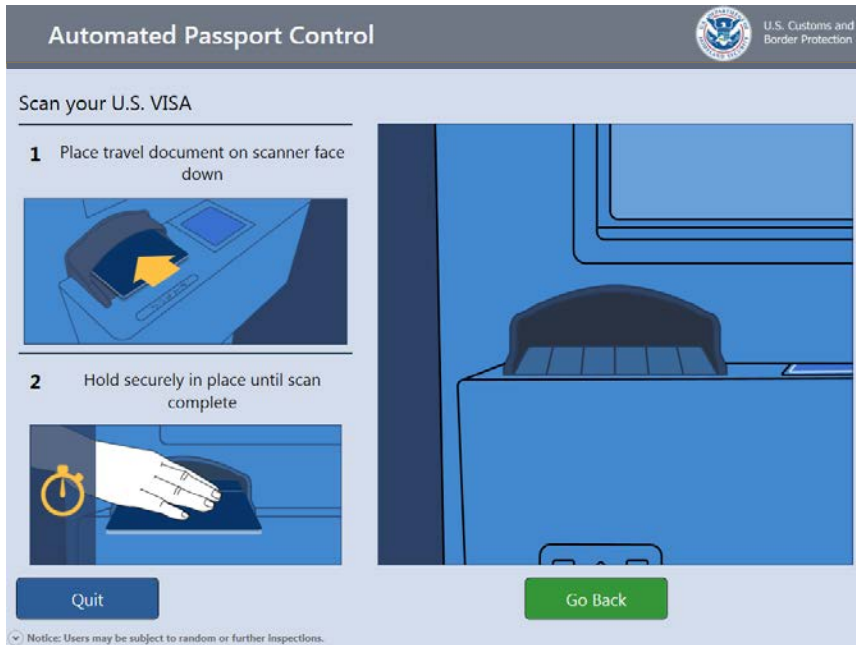 Automated Passport Control
U.S. Customs and
Border Protection
Scan your U.S. VISA
1 Place travel document on scanner face
down
2 Hold securely in place until scan
complete
Quit
Go Back
Notice: Users may be subject to random or further inspections.